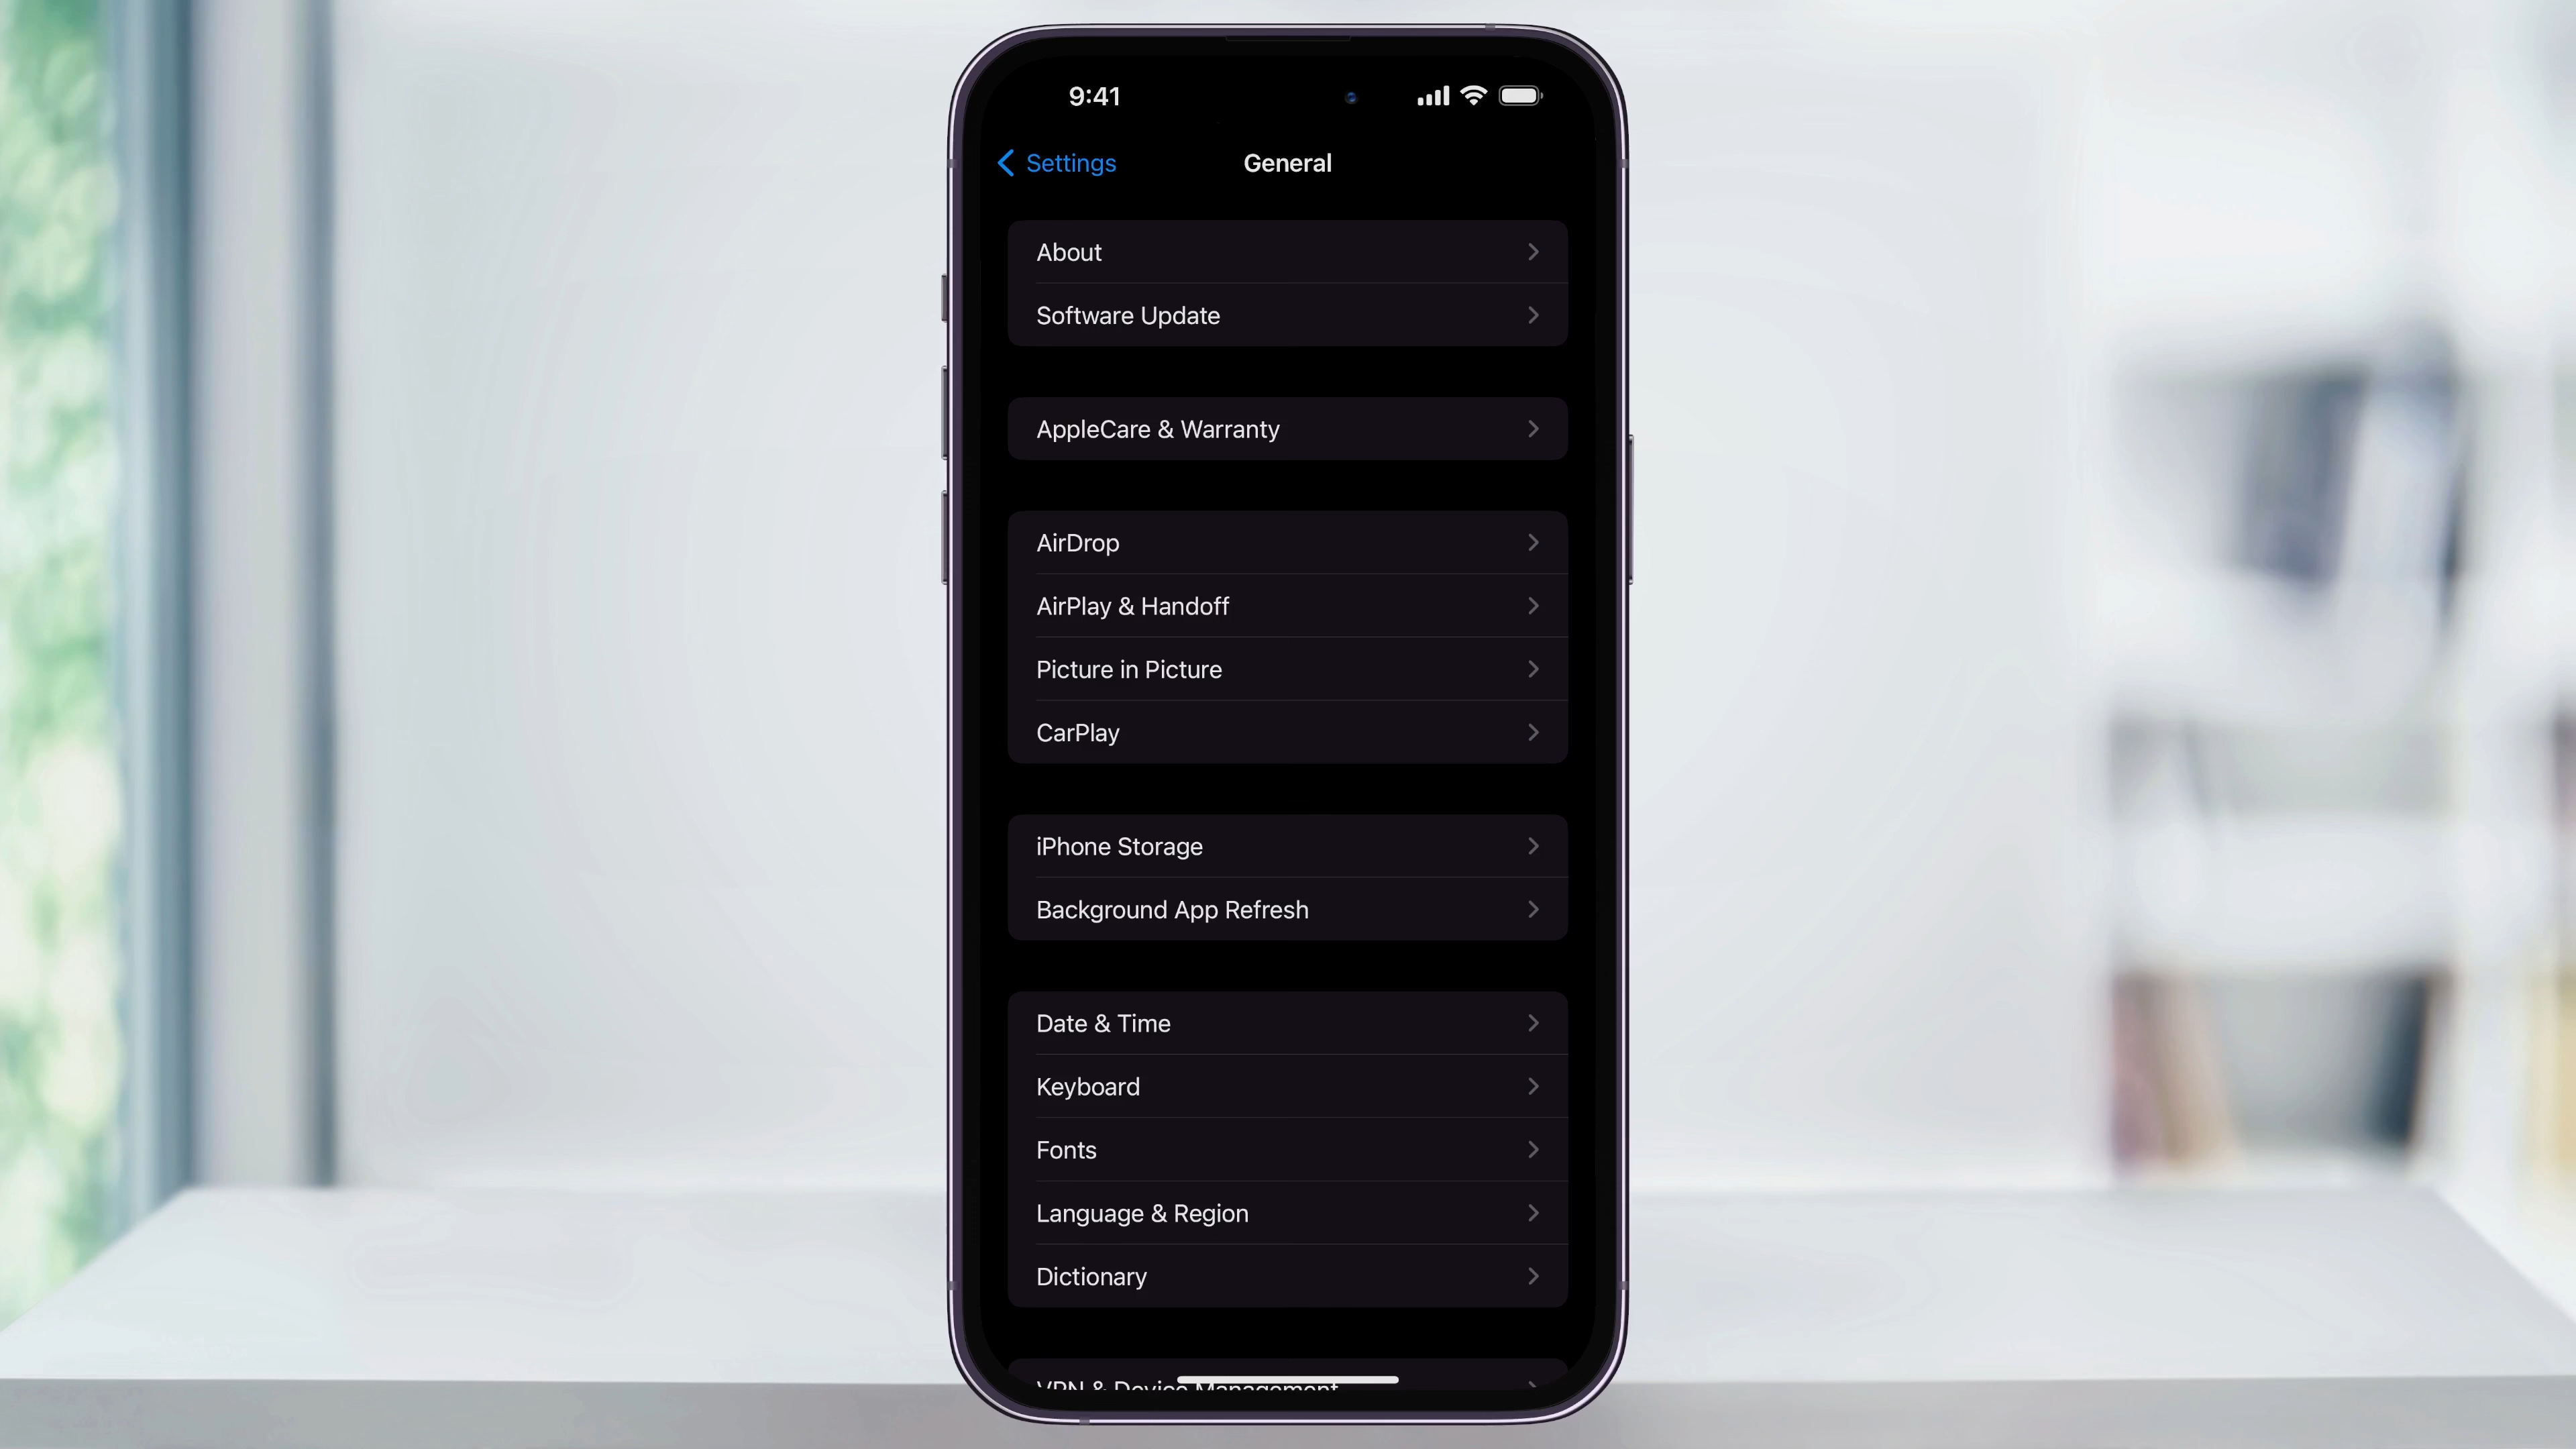 9:41
Settings
General
About
Software Update
AppleCare & Warranty
AirDrop
AirPlay & Handoff
Picture in Picture
CarPlay
iPhone Storage
Background App Refresh
Date & Time
Keyboard
Fonts
Language & Region
Dictionary
VPN & Device Management